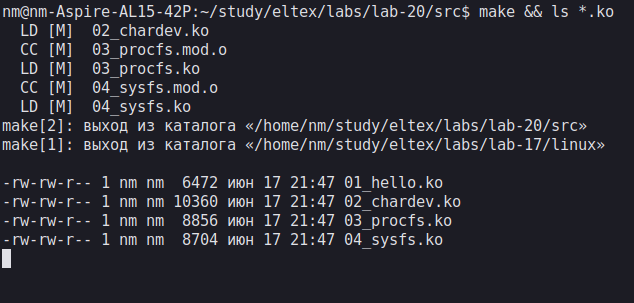 nm@nm-Aspire-AL15-42P:~/study/eltex/labs/lab-20/src$ make && ls *.ko
  LD [M]  02_chardev.ko
  CC [M]  03_procfs.mod.o
  LD [M]  03_procfs.ko
  CC [M]  04_sysfs.mod.o
  LD [M]  04_sysfs.ko
make[2]: выход из каталога «/home/nm/study/eltex/labs/lab-20/src»
make[1]: выход из каталога «/home/nm/study/eltex/labs/lab-17/linux»

-rw-rw-r-- 1 nm nm  6472 июн 17 21:47 01_hello.ko
-rw-rw-r-- 1 nm nm 10360 июн 17 21:47 02_chardev.ko
-rw-rw-r-- 1 nm nm  8856 июн 17 21:47 03_procfs.ko
-rw-rw-r-- 1 nm nm  8704 июн 17 21:47 04_sysfs.ko